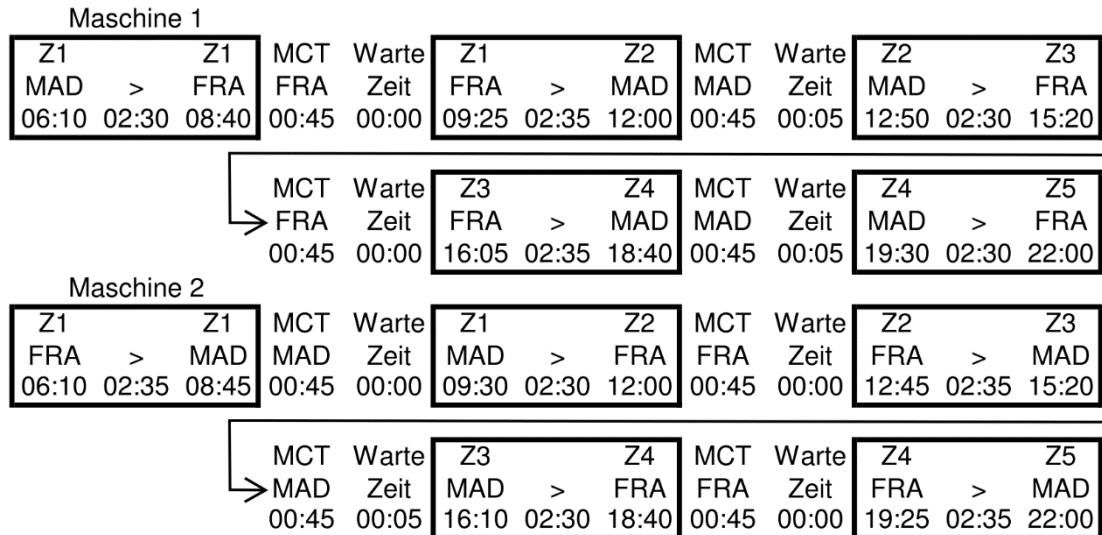 Maschine 1
Z1 Z1 MCT Warte Z1 Z2 MCT Warte Z2 Z3
MAD > FRA FRA Zeit FRA > MAD MAD Zeit MAD > FRA
06:10 02:30 08:40 00:45 00:00 09:25 02:35 12:00 00:45 00:05 12:50 02:30 15:20
MCT Warte Z3 Z4 MCT Warte Z4 Z5
FRA Zeit FRA > MAD MAD Zeit MAD > FRA
00:45 00:00 16:05 02:35 18:40 00:45 00:05 19:30 02:30 22:00
Maschine 2
Z1 Z1 MCT Warte Z1 Z2 MCT Warte Z2 Z3
FRA > MAD MAD Zeit MAD > FRA FRA Zeit FRA > MAD
06:10 02:35 08:45 00:45 00:00 09:30 02:30 12:00 00:45 00:00 12:45 02:35 15:20
MCT Warte Z3 Z4 MCT Warte Z4 Z5
MAD Zeit MAD > FRA FRA Zeit FRA > MAD
00:45 00:05 16:10 02:30 18:40 00:45 00:00 19:25 02:35 22:00